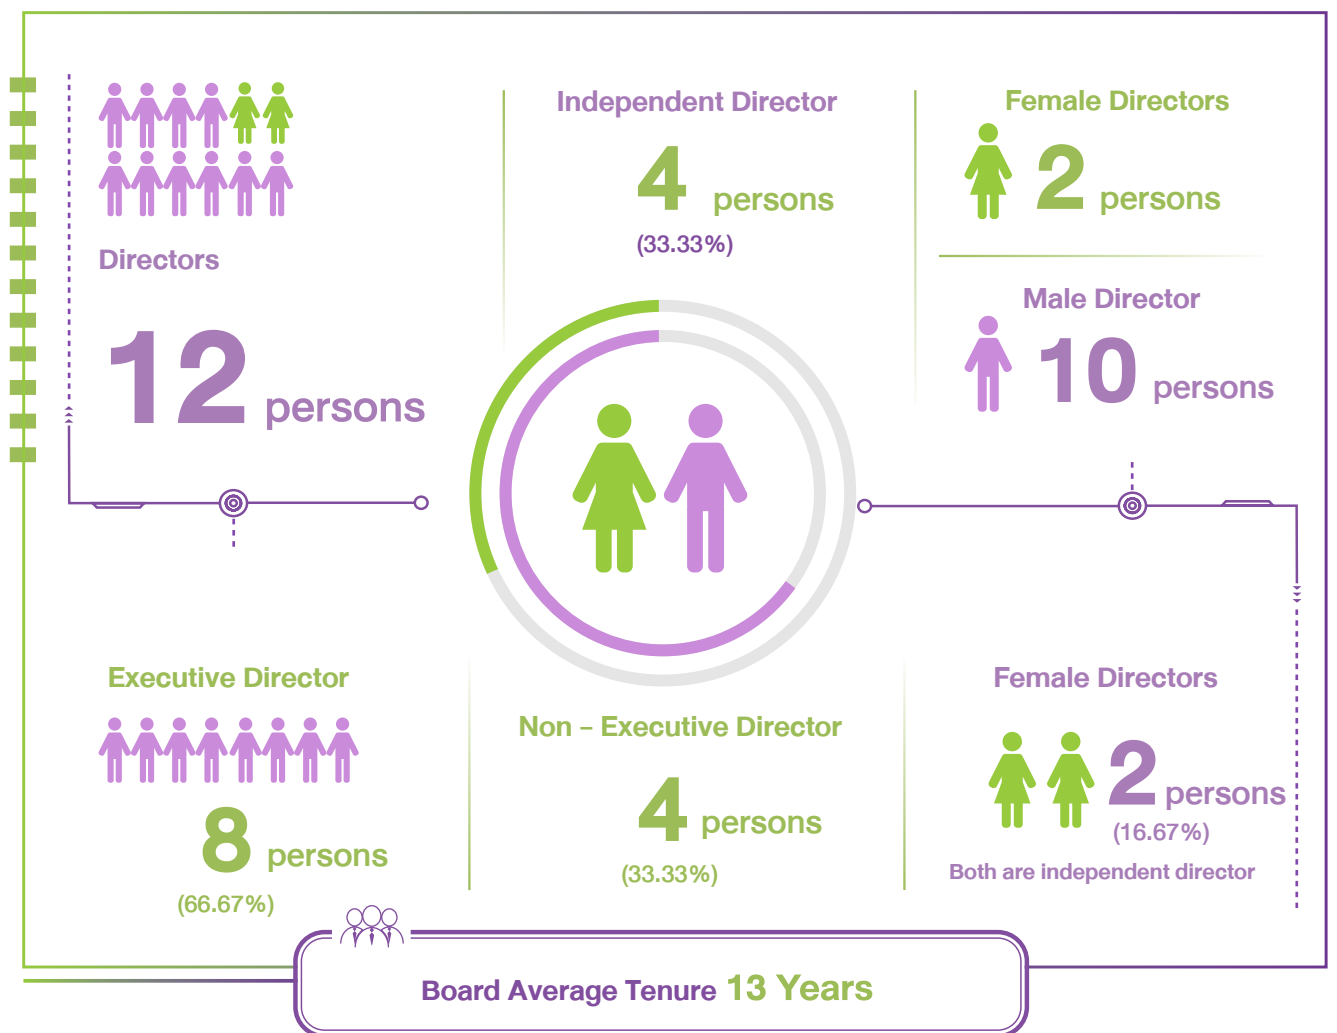 Directors
12 persons
Independent Director
4 persons
(33.33%)
Female Directors
2 persons
Male Director
10 persons
Executive Director
8 persons
(66.67%)
Non – Executive Director
4 persons
(33.33%)
Female Directors
2 persons
(16.67%)
Both are independent director
Board Average Tenure 13 Years